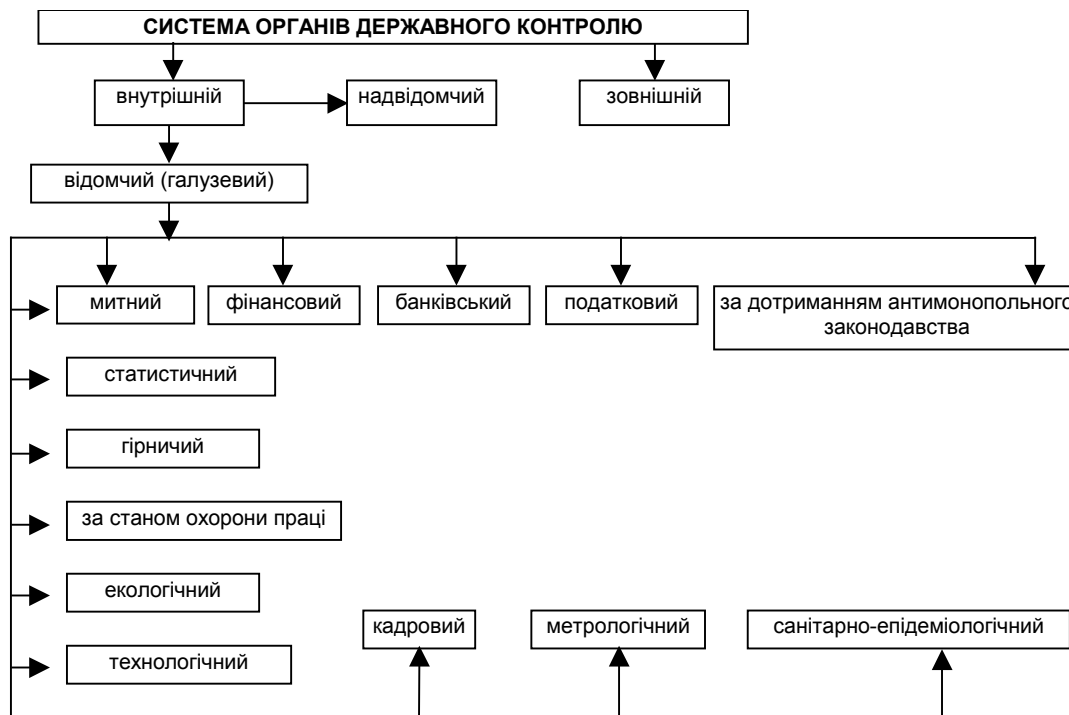 СИСТЕМА ОРГАНІВ ДЕРЖАВНОГО КОНТРОЛЮ
внутрішній
надвідомчий
зовнішній
відомчий (галузевий)
митний
фінансовий
банківський
податковий
за дотриманням антимонопольного
законодавства
статистичний
гірничий
за станом охорони праці
екологічний
кадровий
метрологічний
санітарно-епідеміологічний
технологічний